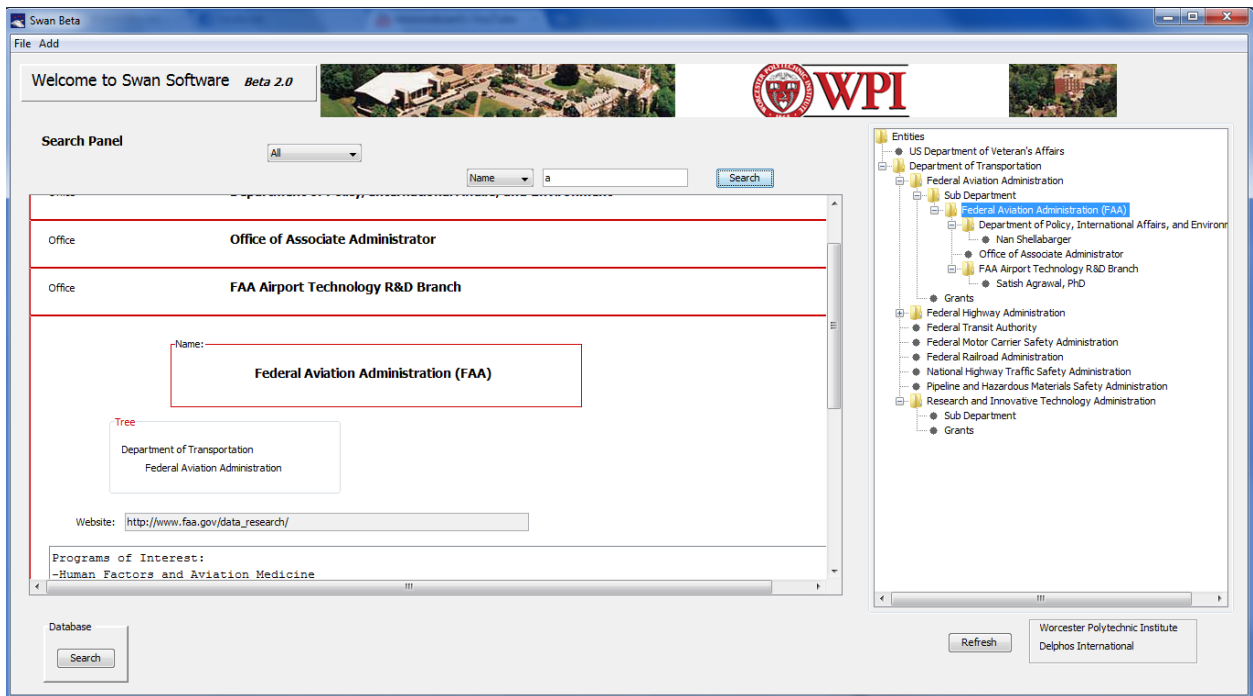 Swan Beta
File Add
Welcome to Swan Software Beta 2.0
WORCESTER POLYTECHNIC INSTITUTE
WPI
Search Panel
All
Name
a
Search
Office
Office of Associate Administrator
Office
FAA Airport Technology R&D Branch
Name:
Federal Aviation Administration (FAA)
Tree
Department of Transportation
Federal Aviation Administration
Website: http://www.faa.gov/data_research/
Programs of Interest:
-Human Factors and Aviation Medicine
Database
Search
Entities
US Department of Veteran's Affairs
Department of Transportation
Federal Aviation Administration
Sub Department
Federal Aviation Administration (FAA)
Department of Policy, International Affairs, and Environr
Nan Shellabarger
Office of Associate Administrator
FAA Airport Technology R&D Branch
Satish Agrawal, PhD
Grants
Federal Highway Administration
Federal Transit Authority
Federal Motor Carrier Safety Administration
Federal Railroad Administration
National Highway Traffic Safety Administration
Pipeline and Hazardous Materials Safety Administration
Research and Innovative Technology Administration
Sub Department
Grants
Refresh
Worcester Polytechnic Institute
Delphos International